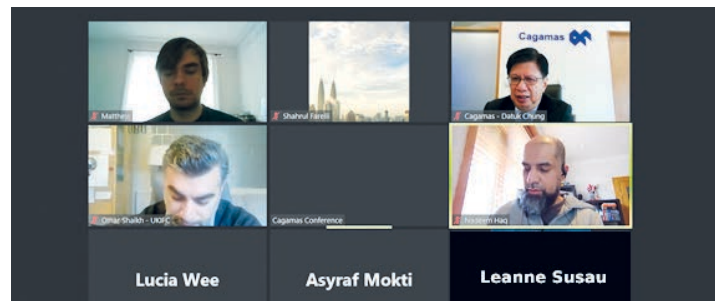 Cagamas
Matthew
Shahrul Farelli
Cagamas - Datuk Chung
Omar Shaikh - UKIFC
Cagamas Conference
Nadeem Haq
Lucia Wee
Asyraf Mokti
Leanne Susau